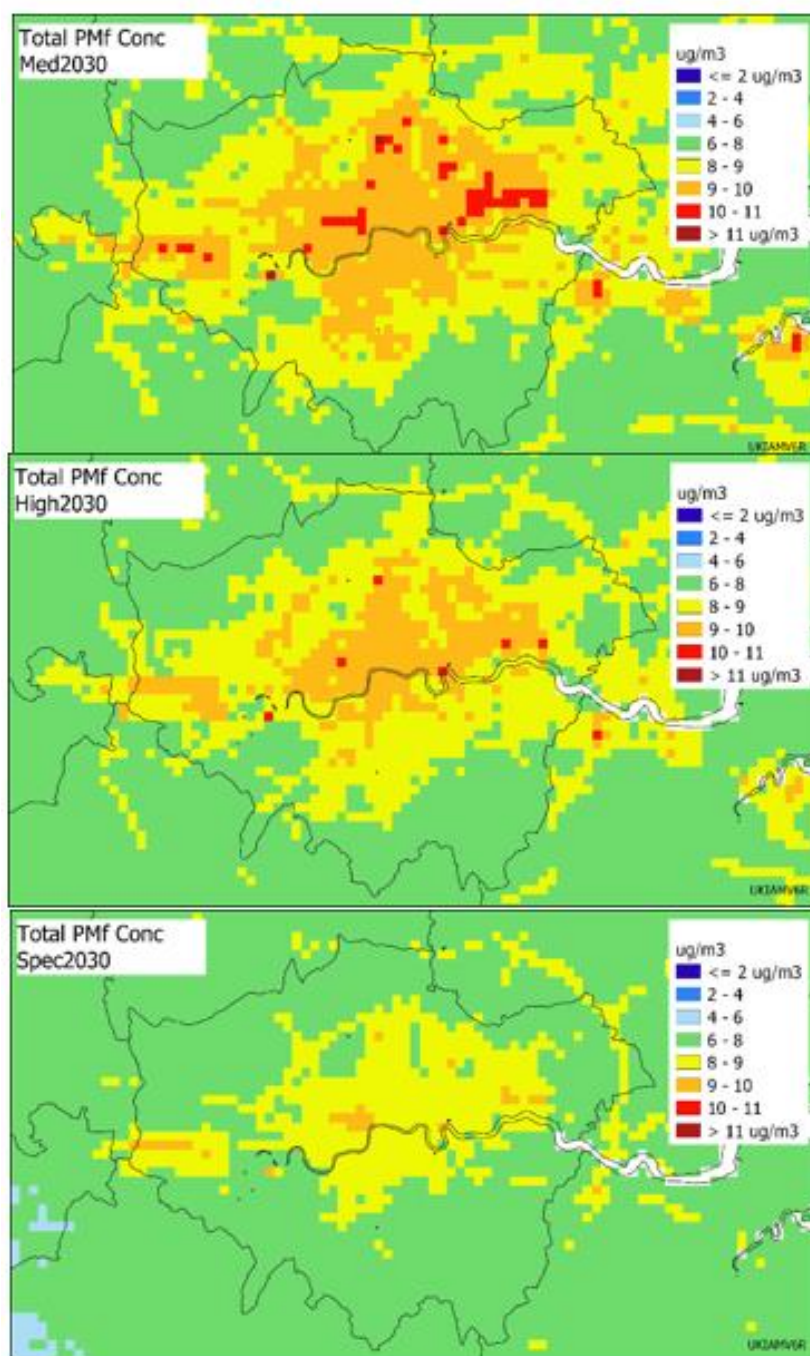 Total PMf Conc
Med2030
ug/m3
<= 2 ug/m3
2 - 4
4 - 6
6 - 8
8 - 9
9 - 10
10 - 11
> 11 ug/m3
UKIAMV6R
Total PMf Conc
High2030
ug/m3
<= 2 ug/m3
2 - 4
4 - 6
6 - 8
8 - 9
9 - 10
10 - 11
> 11 ug/m3
UKIAMV6R
Total PMf Conc
Spec2030
ug/m3
<= 2 ug/m3
2 - 4
4 - 6
6 - 8
8 - 9
9 - 10
10 - 11
> 11 ug/m3
UKIAMV6R